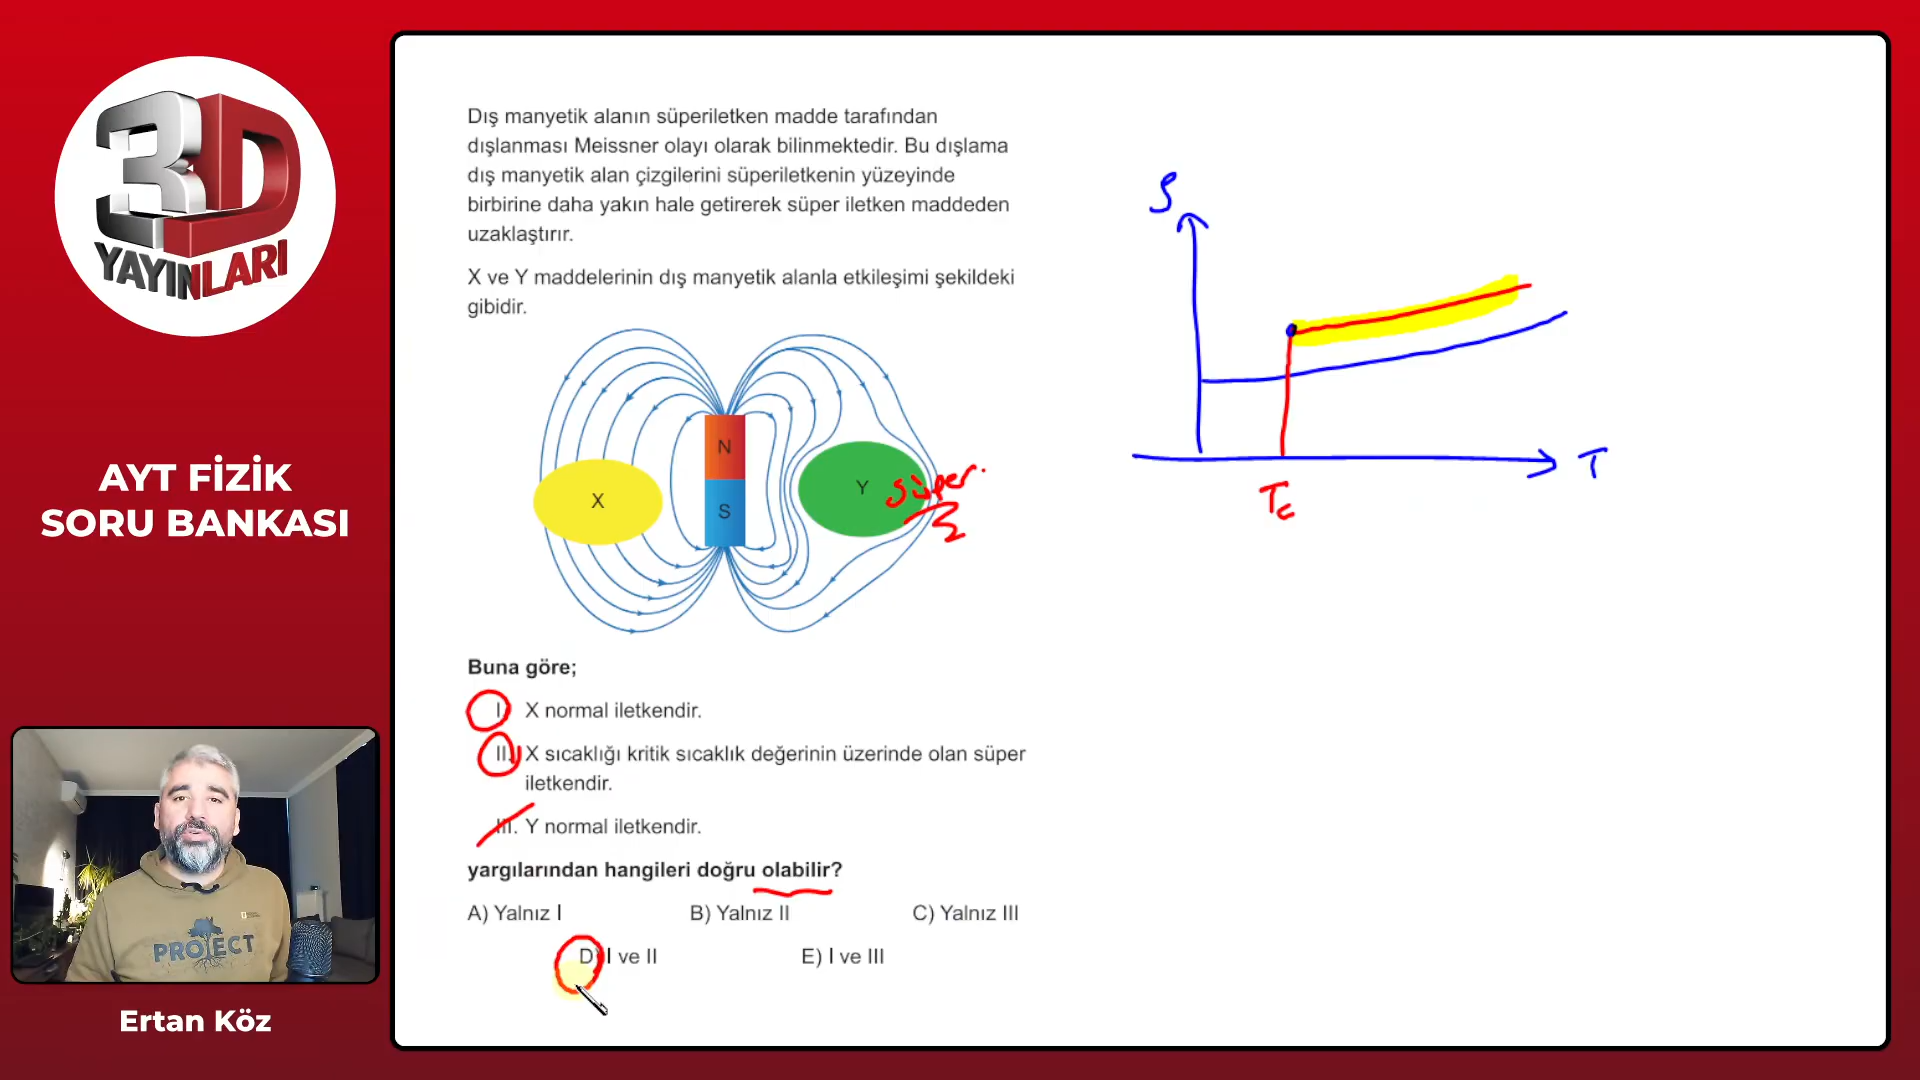 3D
YAYINLARI
AYT FİZİK
SORU BANKASI
PROJECT
Ertan Köz
Dış manyetik alanın süperiletken madde tarafından
dışlanması Meissner olayı olarak bilinmektedir. Bu dışlama
dış manyetik alan çizgilerini süperiletkenin yüzeyinde
birbirine daha yakın hale getirerek süper iletken maddeden
uzaklaştırır.
X ve Y maddelerinin dış manyetik alanla etkileşimi şekildeki
gibidir.
N
S
X
Y
süper.
Buna göre;
I. X normal iletkendir.
II. X sıcaklığı kritik sıcaklık değerinin üzerinde olan süper
iletkendir.
III. Y normal iletkendir.
yargılarından hangileri doğru olabilir?
A) Yalnız I B) Yalnız II C) Yalnız III
D) I ve II E) I ve III
ρ
T
Tc